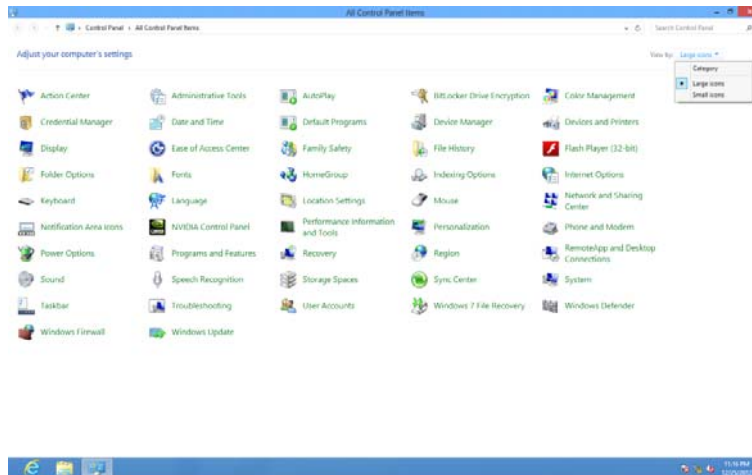 All Control Panel Items
Control Panel All Control Panel Items Search Control Panel
Adjust your computer's settings View by: Large icons
Category
Large icons
Small icons
Action Center Administrative Tools AutoPlay BitLocker Drive Encryption Color Management
Credential Manager Date and Time Default Programs Device Manager Devices and Printers
Display Ease of Access Center Family Safety File History Flash Player (32-bit)
Folder Options Fonts HomeGroup Indexing Options Internet Options
Keyboard Language Location Settings Mouse Network and Sharing Center
Notification Area Icons NVIDIA Control Panel Performance Information and Tools Personalization Phone and Modem
Power Options Programs and Features Recovery Region RemoteApp and Desktop Connections
Sound Speech Recognition Storage Spaces Sync Center System
Taskbar Troubleshooting User Accounts Windows 7 File Recovery Windows Defender
Windows Firewall Windows Update
11:16 PM